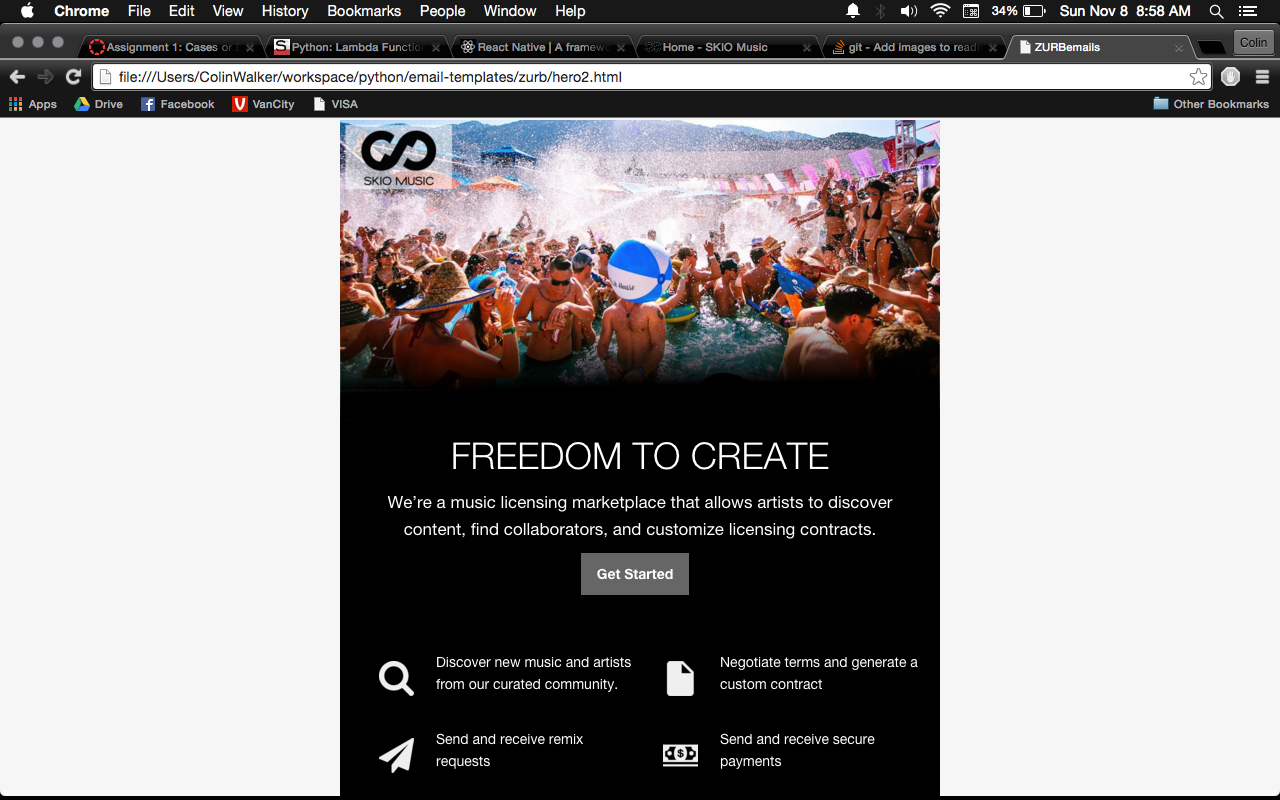 Chrome File Edit View History Bookmarks People Window Help 34% Sun Nov 8 8:58 AM
Assignment 1: Cases or Python: Lambda Functio React Native | A framew Home - SKIO Music git - Add images to read ZURBemails Colin
file:///Users/ColinWalker/workspace/python/email-templates/zurb/hero2.html
Apps Drive Facebook VanCity VISA Other Bookmarks
SKIO MUSIC
House
FREEDOM TO CREATE
We’re a music licensing marketplace that allows artists to discover
content, find collaborators, and customize licensing contracts.
Get Started
Discover new music and artists
from our curated community.
Negotiate terms and generate a
custom contract
Send and receive remix
requests
Send and receive secure
payments